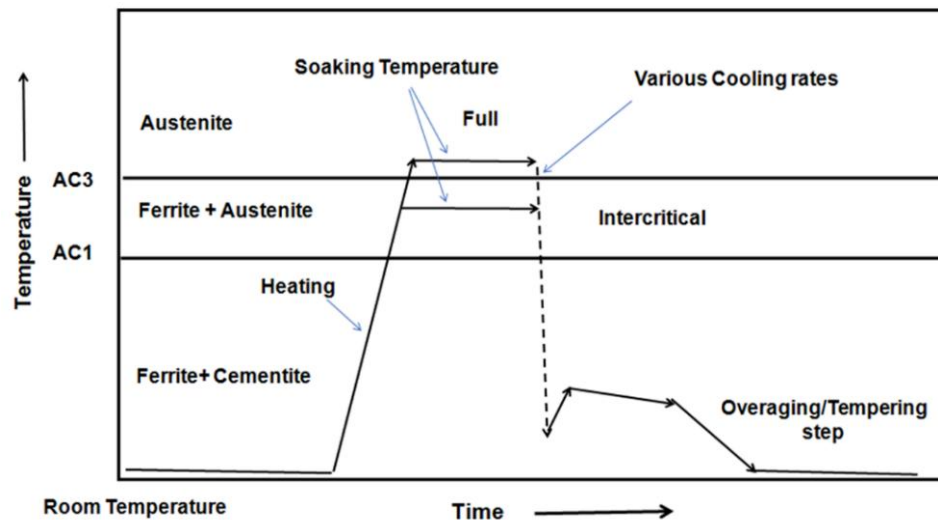 Soaking Temperature
Various Cooling rates
Full
Austenite
Temperature
AC3
Ferrite + Austenite
Intercritical
AC1
Heating
Ferrite+ Cementite
Overaging/Tempering
step
Room Temperature
Time